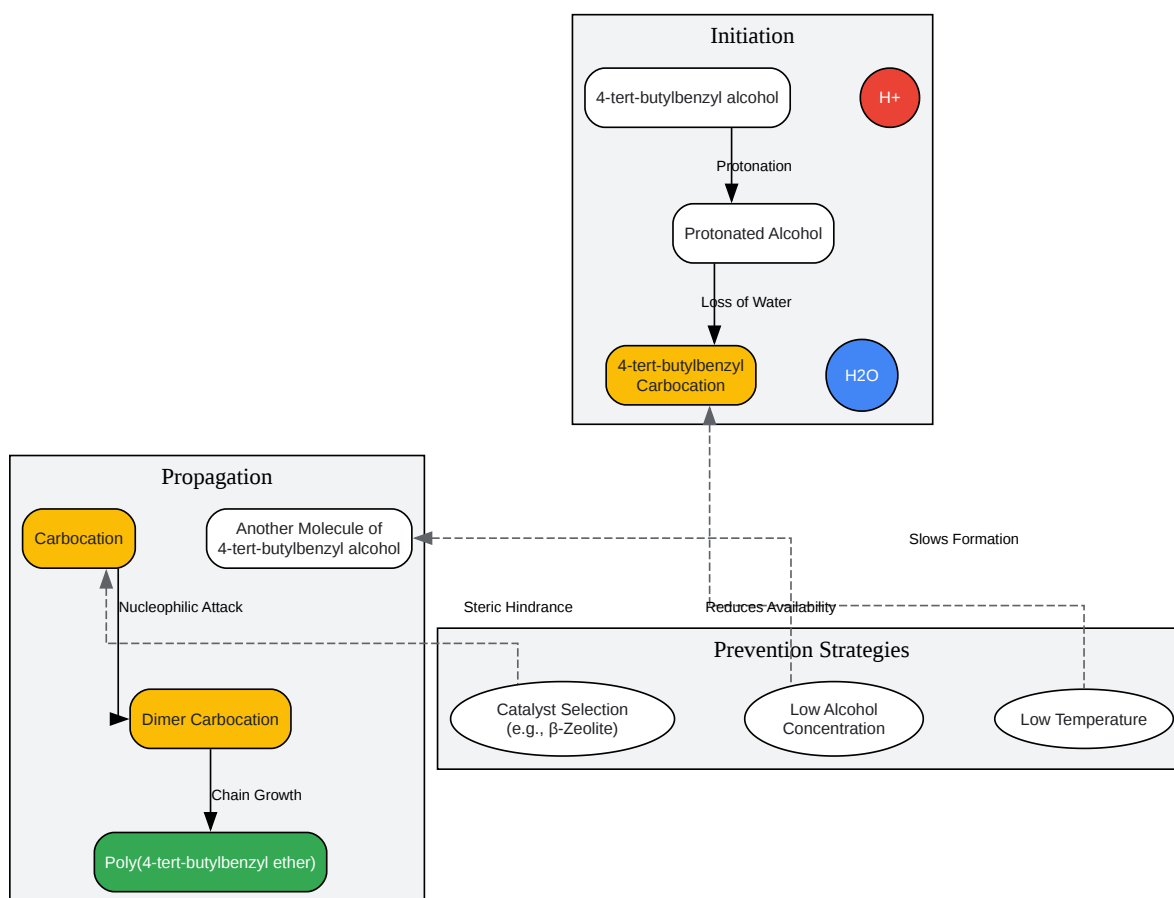 Initiation
4-tert-butylbenzyl alcohol
H+
Protonation
Protonated Alcohol
Loss of Water
4-tert-butylbenzyl
Carbocation
H2O
Propagation
Carbocation
Another Molecule of
4-tert-butylbenzyl alcohol
Slows Formation
Nucleophilic Attack
Steric Hindrance
Reduces Availability
Prevention Strategies
Dimer Carbocation
Catalyst Selection
(e.g., β-Zeolite)
Low Alcohol
Concentration
Low Temperature
Chain Growth
Poly(4-tert-butylbenzyl ether)